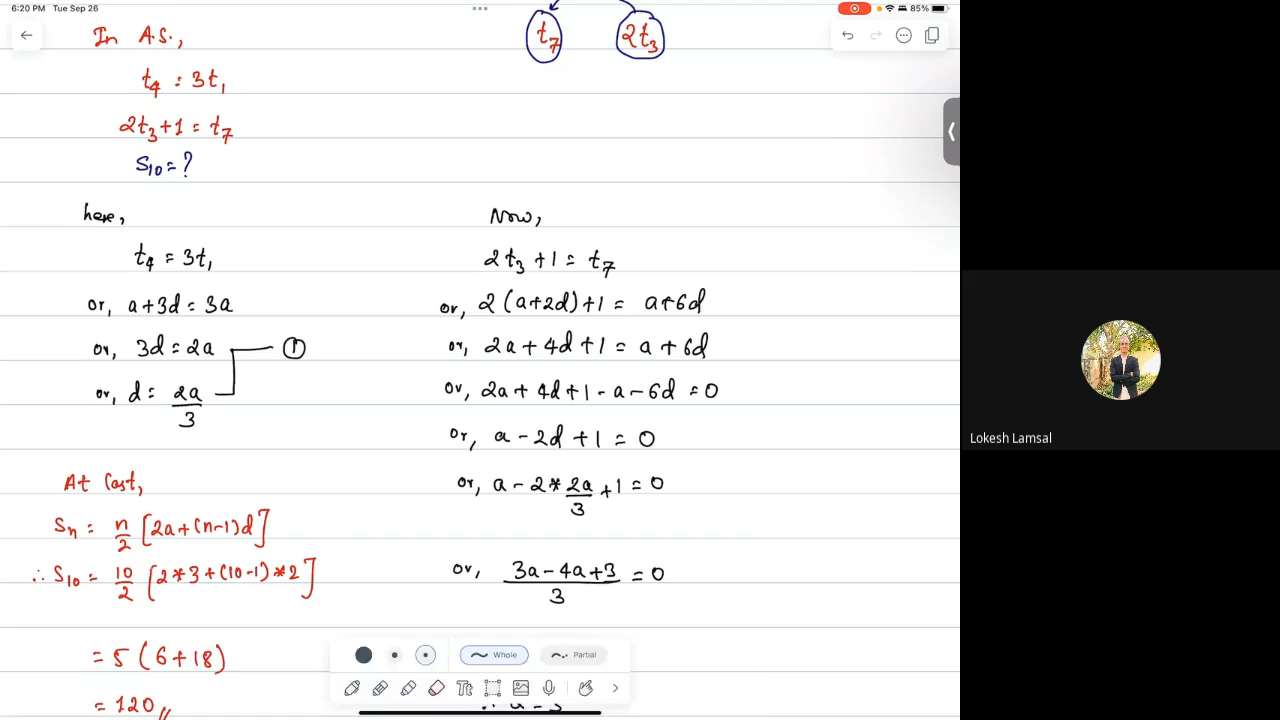 6:20 PM Tue Sep 26
85%
In A.S.,
t₇ 2t₃
t₄ = 3t₁
2t₃+1 = t₇
S₁₀ = ?
here,
t₄ = 3t₁
or, a+3d = 3a
or, 3d = 2a ①
or, d = 2a/3
At Last,
Sₙ = n/2 [2a+(n-1)d]
∴ S₁₀ = 10/2 [2*3+(10-1)*2]
= 5(6+18)
= 120
Now,
2t₃ + 1 = t₇
or, 2(a+2d)+1 = a+6d
or, 2a+4d+1 = a+6d
or, 2a+4d+1-a-6d = 0
or, a-2d+1 = 0
or, a-2*2a/3+1 = 0
or, 3a-4a+3/3 = 0
Whole Partial
Tt
Lokesh Lamsal